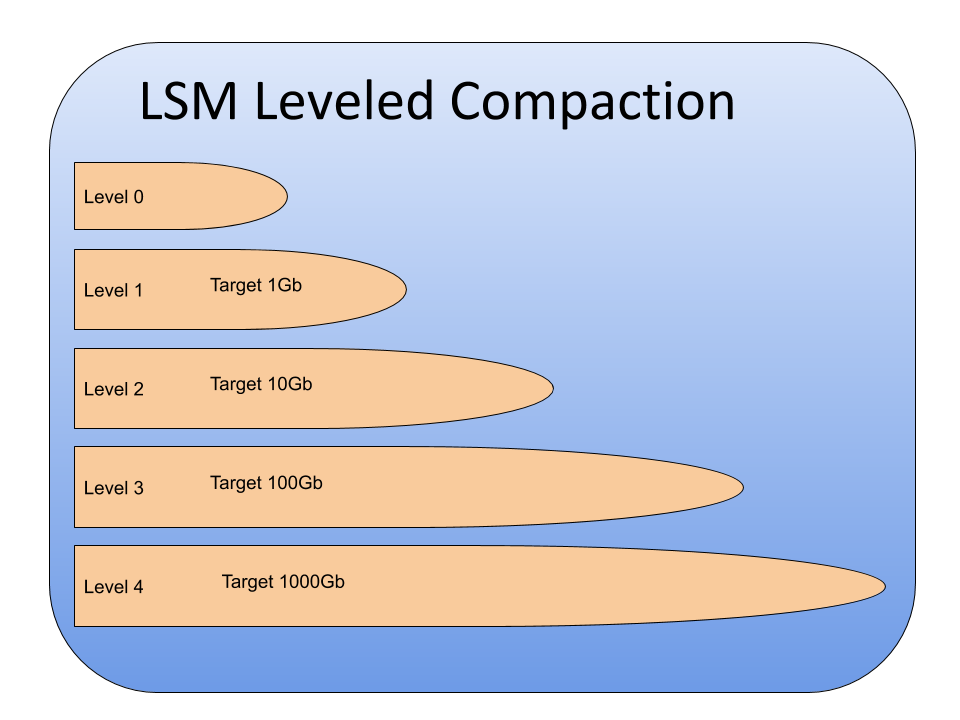 LSM Leveled Compaction
Level 0
Level 1 Target 1Gb
Level 2 Target 10Gb
Level 3 Target 100Gb
Level 4 Target 1000Gb